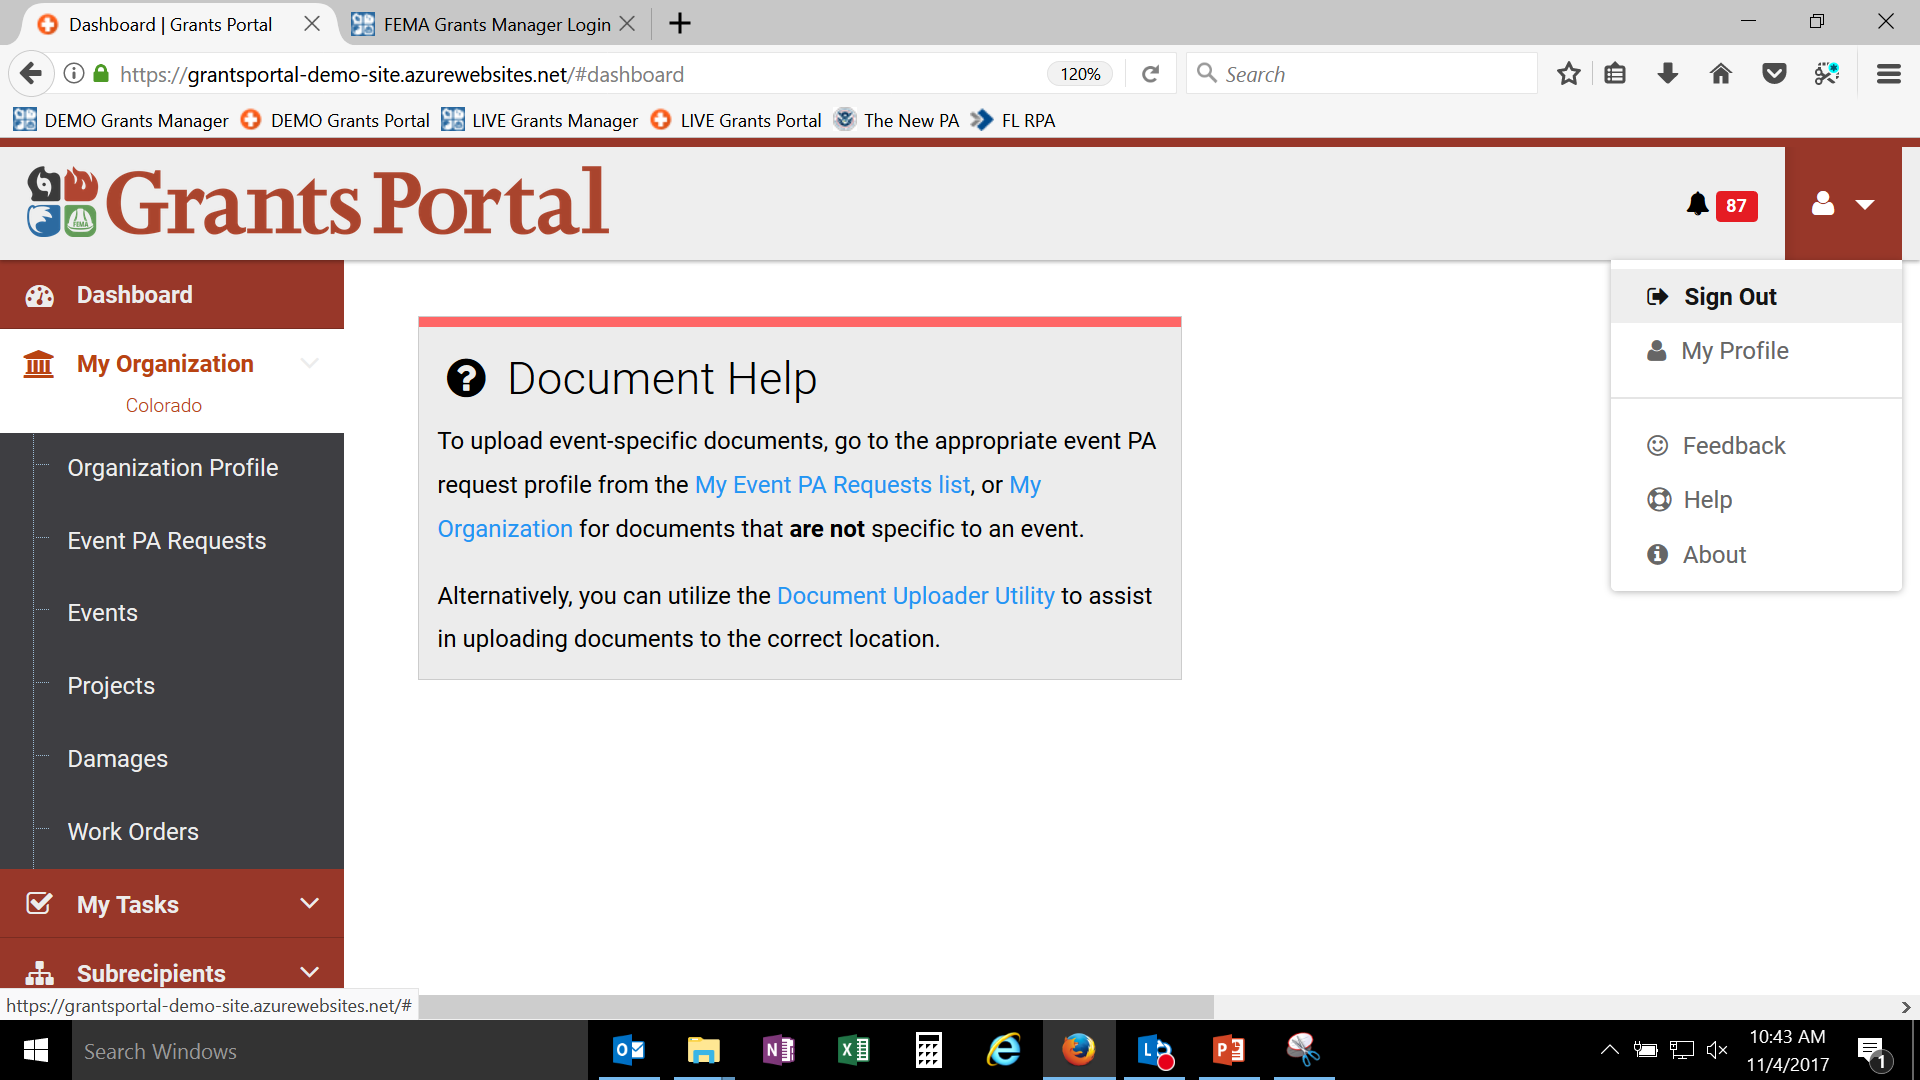 Dashboard | Grants Portal
FEMA Grants Manager Login
https://grantsportal-demo-site.azurewebsites.net/#dashboard
120%
Search
DEMO Grants Manager
DEMO Grants Portal
LIVE Grants Manager
LIVE Grants Portal
The New PA
FL RPA
Grants Portal
FEMA
87
Sign Out
My Profile
Feedback
Help
About
Dashboard
My Organization
Colorado
Organization Profile
Event PA Requests
Events
Projects
Damages
Work Orders
My Tasks
Subrecipients
Document Help
To upload event-specific documents, go to the appropriate event PA
request profile from the My Event PA Requests list, or My
Organization for documents that are not specific to an event.
Alternatively, you can utilize the Document Uploader Utility to assist
in uploading documents to the correct location.
https://grantsportal-demo-site.azurewebsites.net/#
Search Windows
10:43 AM
11/4/2017
1